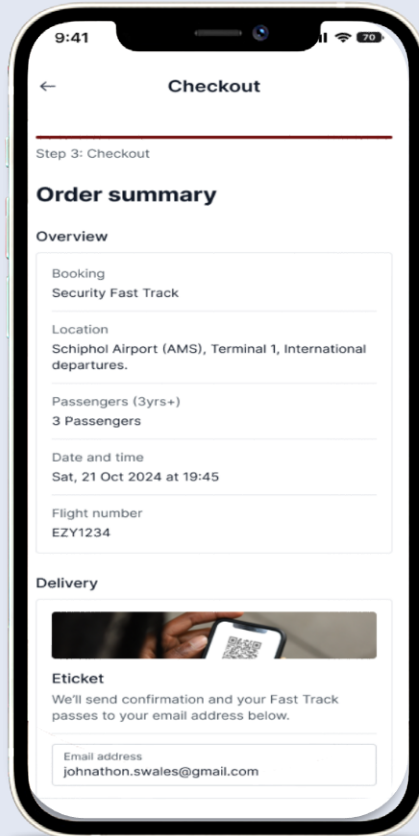 9:41
70
Checkout
Step 3: Checkout
Order summary
Overview
Booking
Security Fast Track
Location
Schiphol Airport (AMS), Terminal 1, International
departures.
Passengers (3yrs+)
3 Passengers
Date and time
Sat, 21 Oct 2024 at 19:45
Flight number
EZY1234
Delivery
Eticket
We'll send confirmation and your Fast Track
passes to your email address below.
Email address
johnathon.swales@gmail.com